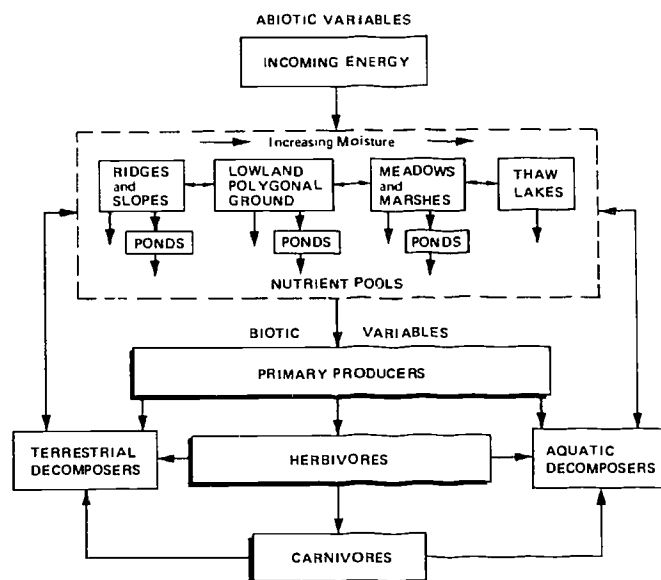 ABIOTIC VARIABLES
INCOMING ENERGY
Increasing Moisture
RIDGES
and
SLOPES
LOWLAND
POLYGONAL
GROUND
MEADOWS
and
MARSHES
THAW
LAKES
PONDS
PONDS
PONDS
NUTRIENT POOLS
BIOTIC VARIABLES
PRIMARY PRODUCERS
TERRESTRIAL
DECOMPOSERS
HERBIVORES
AQUATIC
DECOMPOSERS
CARNIVORES